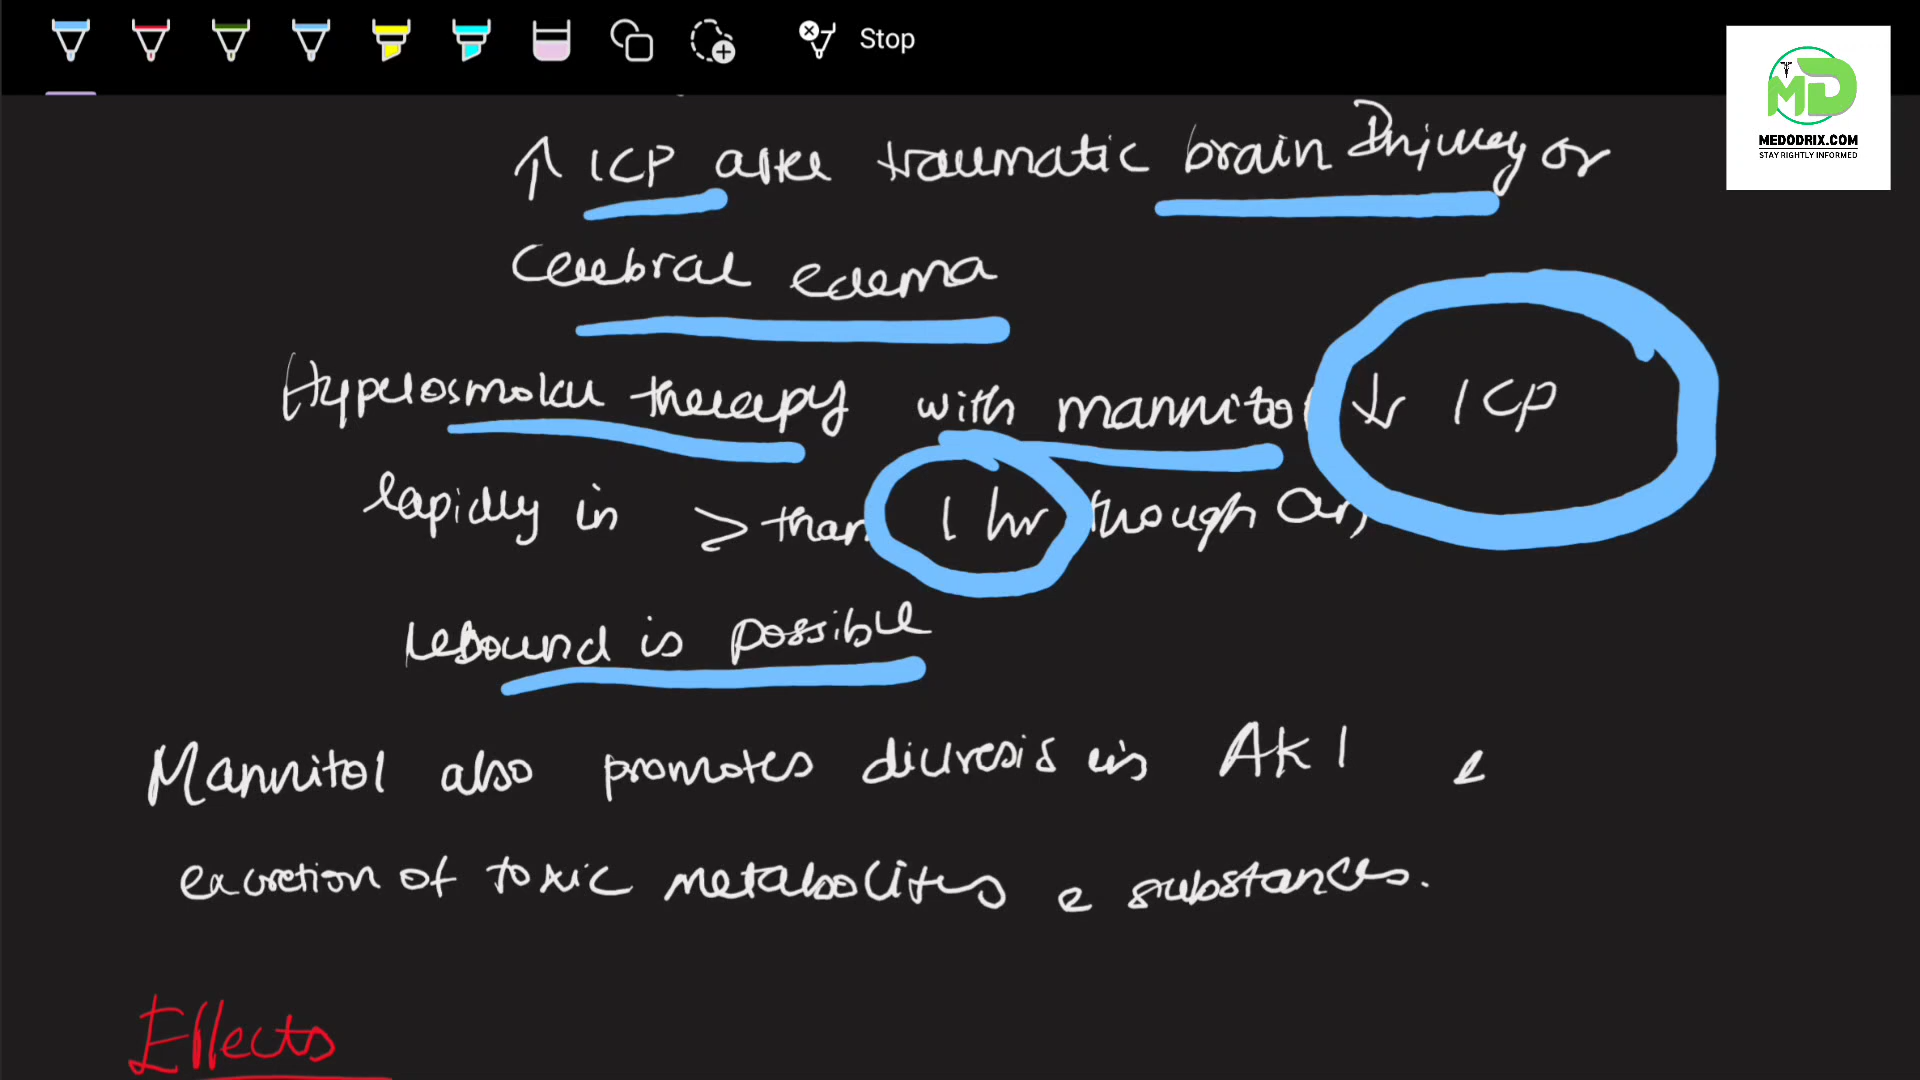 Stop
MD
MEDODRIX.COM
STAY RIGHTLY INFORMED
↑ ICP after traumatic brain Injury or
Cerebral edema
Hyperosmolar therapy with mannitol ↓r ICP
rapidly in ≥ than 1 hr though
rebound is possible
Mannitol also promotes diuresis in AKI &
excretion of toxic metabolites & substances.
Effects